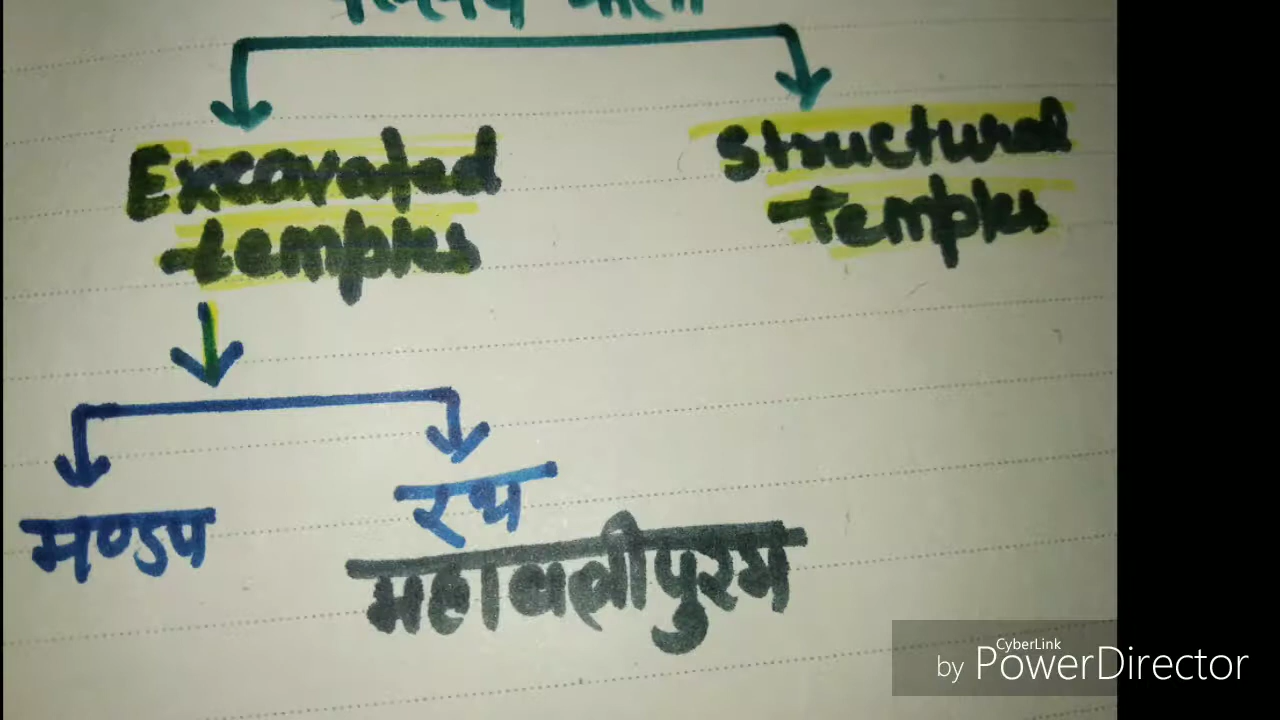 Excavated
temples
Structural
temples
मण्डप
रथ
महाबलीपुरम
CyberLink
by PowerDirector